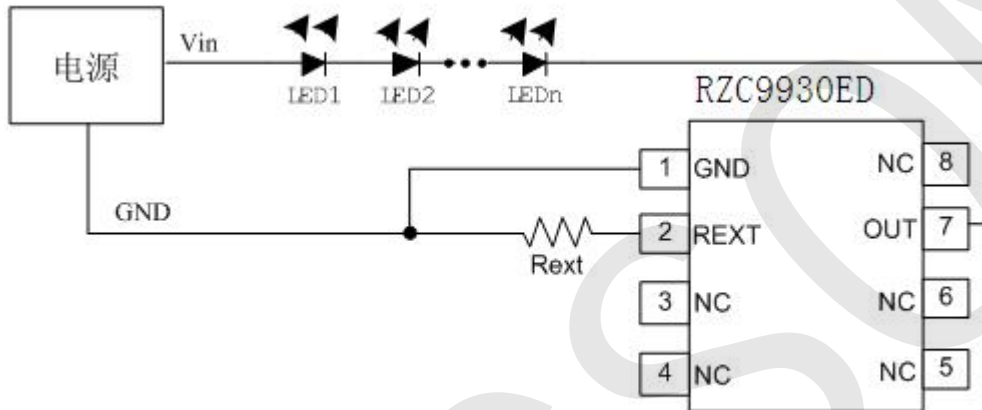 电源
Vin
LED1
LED2
LEDn
RZC9930ED
GND
Rext
1 GND
2 REXT
3 NC
4 NC
NC 8
OUT 7
NC 6
NC 5